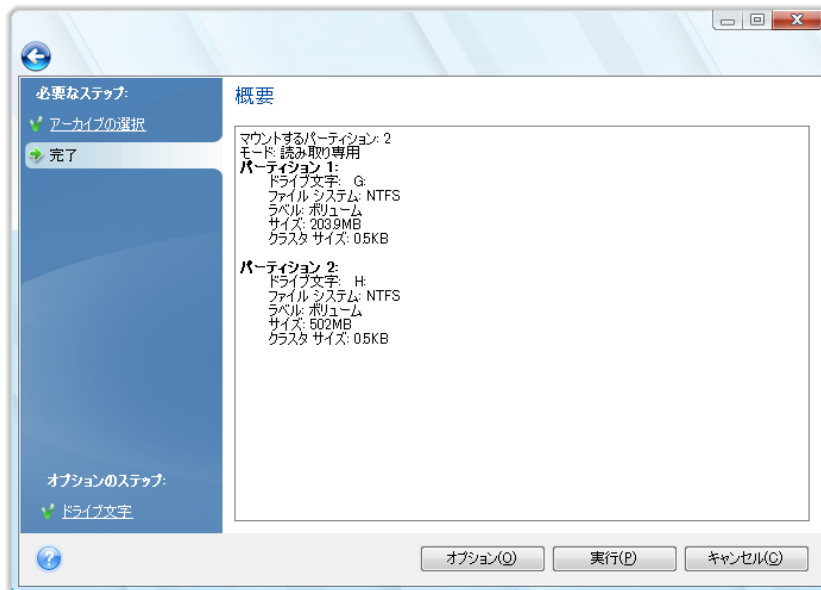 必要なステップ:
アーカイブの選択
完了
オプションのステップ:
ドライブ文字
概要
マウントするパーティション: 2
モード: 読み取り専用
パーティション 1:
ドライブ文字: G:
ファイル システム: NTFS
ラベル: ボリューム
サイズ: 203.9MB
クラスタ サイズ: 0.5KB
パーティション 2:
ドライブ文字: H:
ファイル システム: NTFS
ラベル: ボリューム
サイズ: 502MB
クラスタ サイズ: 0.5KB
オプション(O)
実行(P)
キャンセル(C)